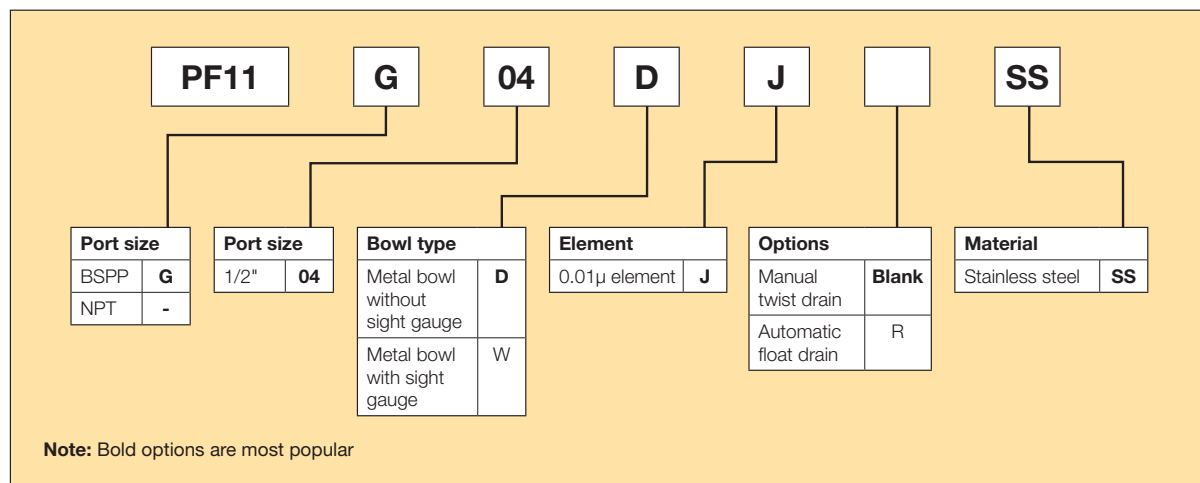 PF11 G 04 D J SS
Port size
BSPP G
NPT -
Port size
1/2" 04
Bowl type
Metal bowl without sight gauge D
Metal bowl with sight gauge W
Element
0.01µ element J
Options
Manual twist drain Blank
Automatic float drain R
Material
Stainless steel SS
Note: Bold options are most popular